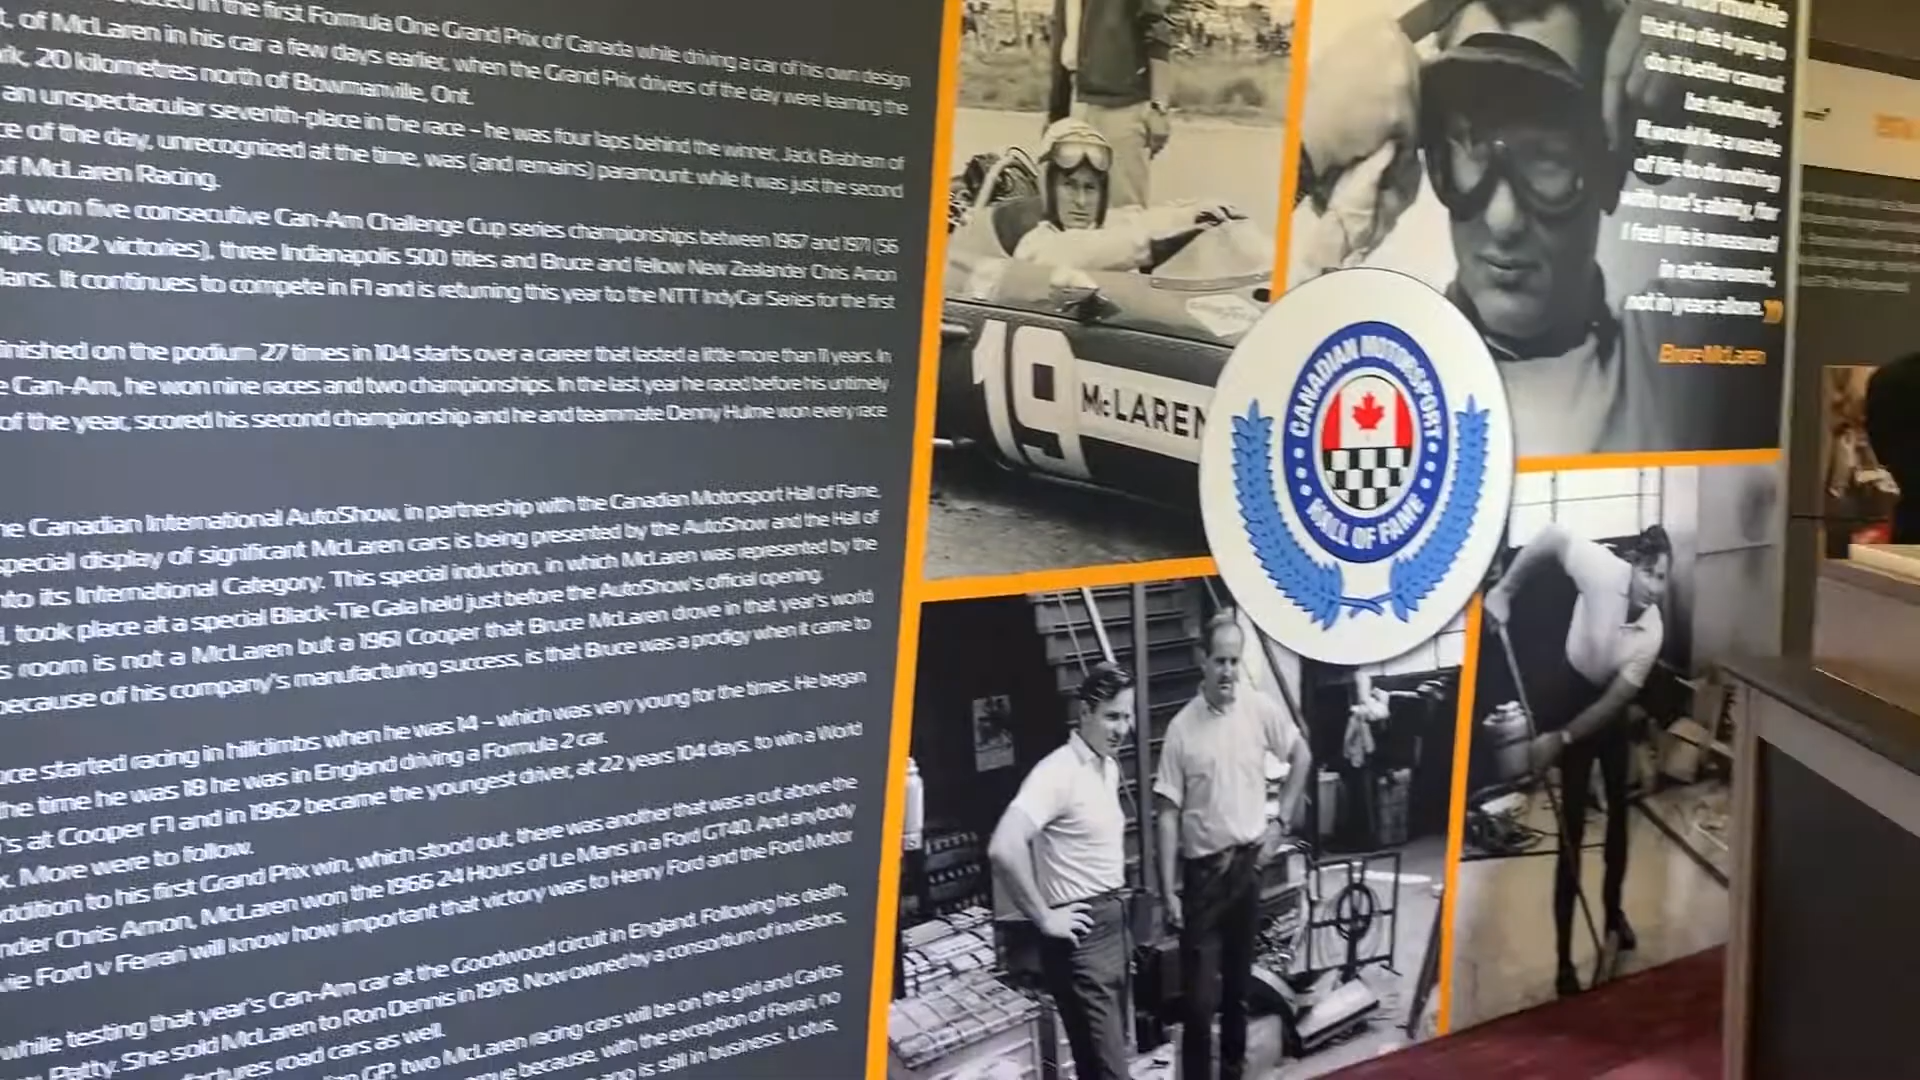 in the first Formula One Grand Prix of Canada while driving a car of his own design
, of McLaren in his car a few days earlier, when the Grand Prix drivers of the day were learning the
rk, 20 kilometres north of Bowmanville, Ont.
an unspectacular seventh-place in the race – he was four laps behind the winner, Jack Brabham of
ce of the day, unrecognized at the time, was (and remains) paramount: while it was just the second
of McLaren Racing.
at won five consecutive Can-Am Challenge Cup series championships between 1967 and 1971 (56
hips (182 victories), three Indianapolis 500 titles and Bruce and fellow New Zealander Chris Amon
lans. It continues to compete in F1 and is returning this year to the NTT IndyCar Series for the first
finished on the podium 27 times in 104 starts over a career that lasted a little more than 11 years. In
e Can-Am, he won nine races and two championships. In the last year he raced before his untimely
of the year, scored his second championship and he and teammate Denny Hulme won every race
he Canadian International AutoShow, in partnership with the Canadian Motorsport Hall of Fame,
special display of significant McLaren cars is being presented by the AutoShow and the Hall of
nto its International Category. This special induction, in which McLaren was represented by the
, took place at a special Black-Tie Gala held just before the AutoShow's official opening.
s room is not a McLaren but a 1961 Cooper that Bruce McLaren drove in that year's world
because of his company's manufacturing success, is that Bruce was a prodigy when it came to
uce started racing in hillclimbs when he was 14 – which was very young for the times. He began
the time he was 18 he was in England driving a Formula 2 car.
's at Cooper F1 and in 1962 became the youngest driver, at 22 years 104 days, to win a World
x. More were to follow.
ddition to his first Grand Prix win, which stood out, there was another that was a cut above the
nder Chris Amon, McLaren won the 1966 24 Hours of Le Mans in a Ford GT40. And anybody
vie Ford v Ferrari will know how important that victory was to Henry Ford and the Ford Motor
while testing that year's Can-Am car at the Goodwood circuit in England. Following his death,
Patty. She sold McLaren to Ron Dennis in 1978. Now owned by a consortium of investors,
factures road cars as well.
GP, two McLaren racing cars will be on the grid and Carlos
because, with the exception of Ferrari, no
is still in business. Lotus,
19
McLAREN
CANADIAN MOTORSPORT
HALL OF FAME
worthwhile
that to die trying to
do it better cannot
be foolhardy.
It would be a waste
of life to do nothing
with one's ability, for
I feel life is measured
in achievement,
not in years alone."
Bruce McLaren